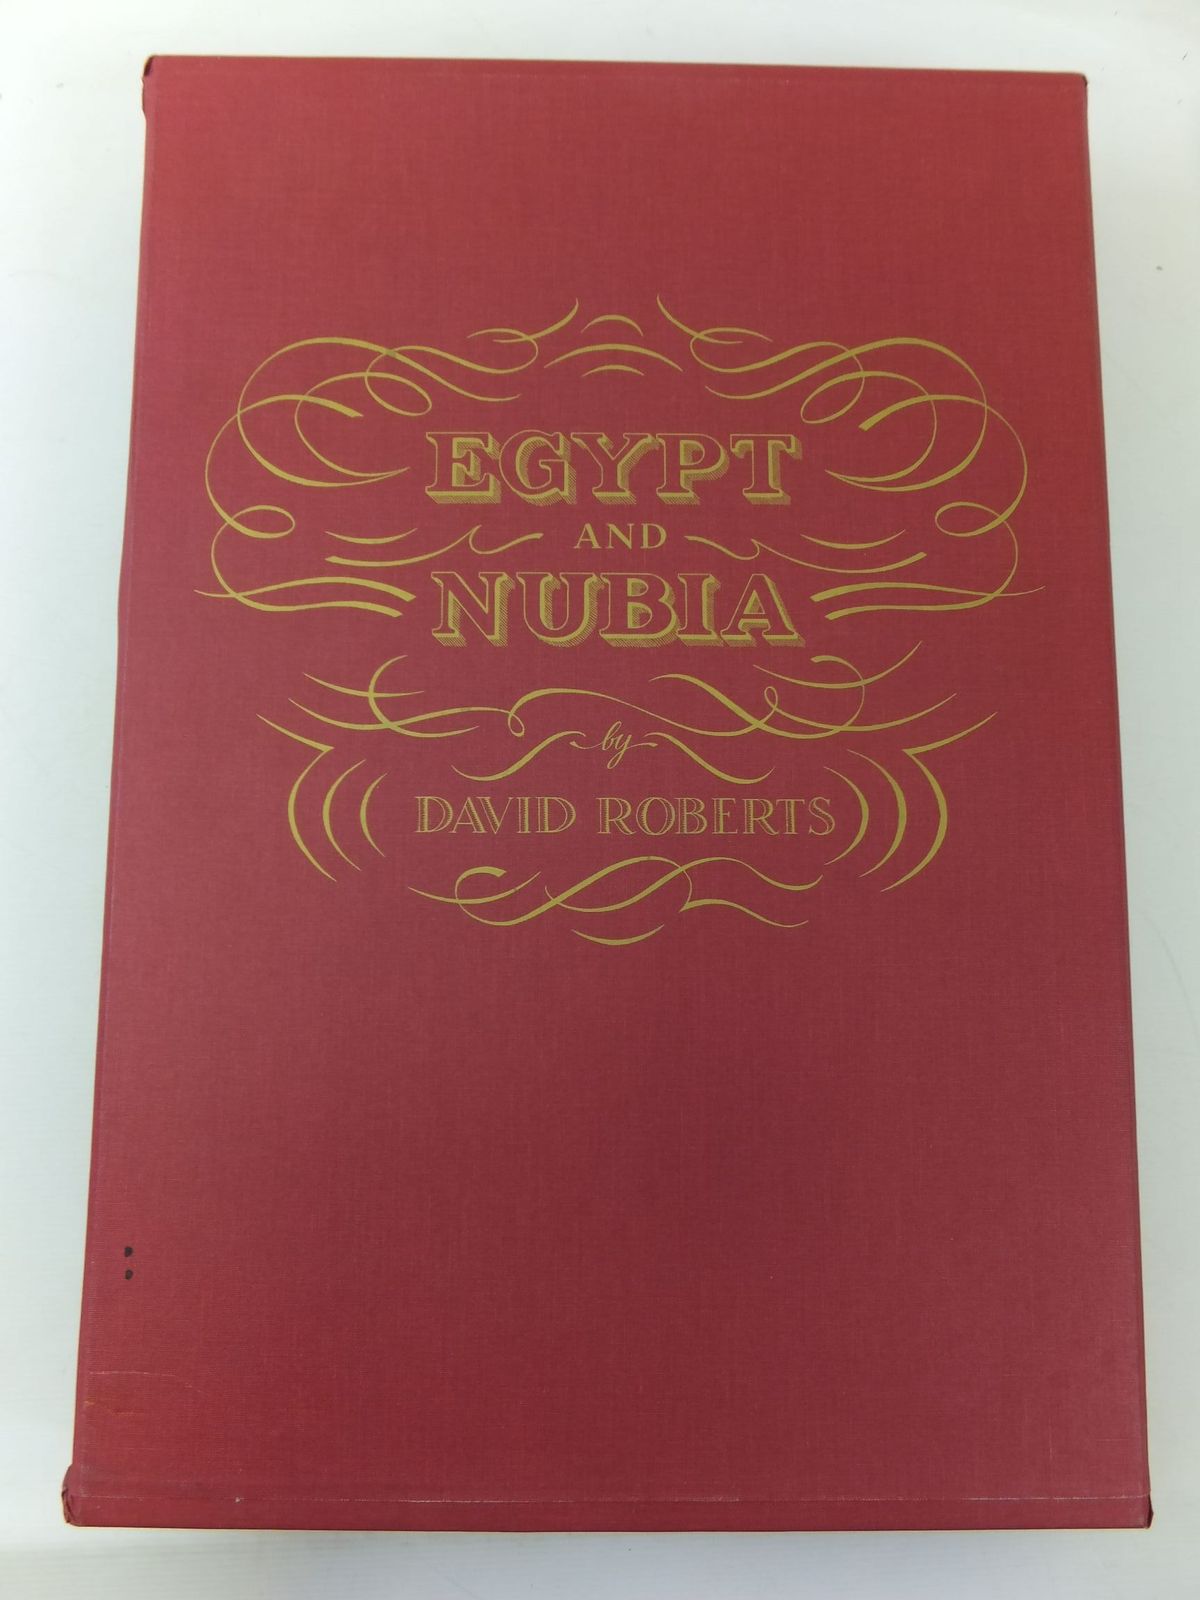 EGYPT
AND
NUBIA
by
DAVID ROBERTS